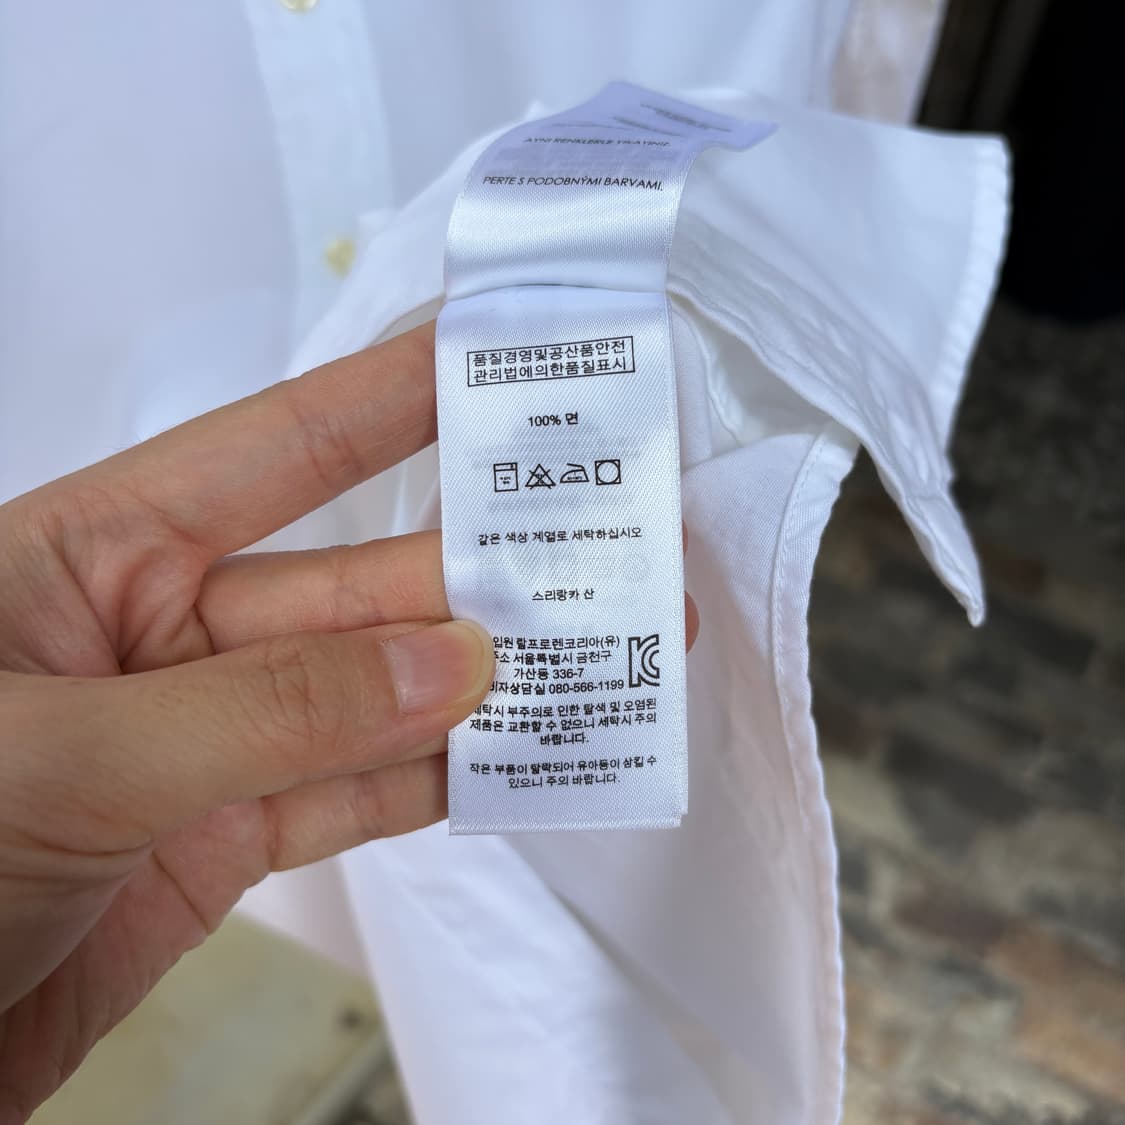 AYNI RENKLERLE YIKAYINIZ.
PERTE S PODOBNÝMI BARVAMI.
품질경영및공산품안전
관리법에의한품질표시
100% 면
같은 색상 계열로 세탁하십시오
스리랑카 산
입원 랄프로렌코리아(유)
주소 서울특별시 금천구
가산동 336-7
비자상담실 080-566-1199
세탁시 부주의로 인한 탈색 및 오염된
제품은 교환할 수 없으니 세탁시 주의
바랍니다.
작은 부품이 탈락되어 유아등이 삼킬 수
있으니 주의 바랍니다.